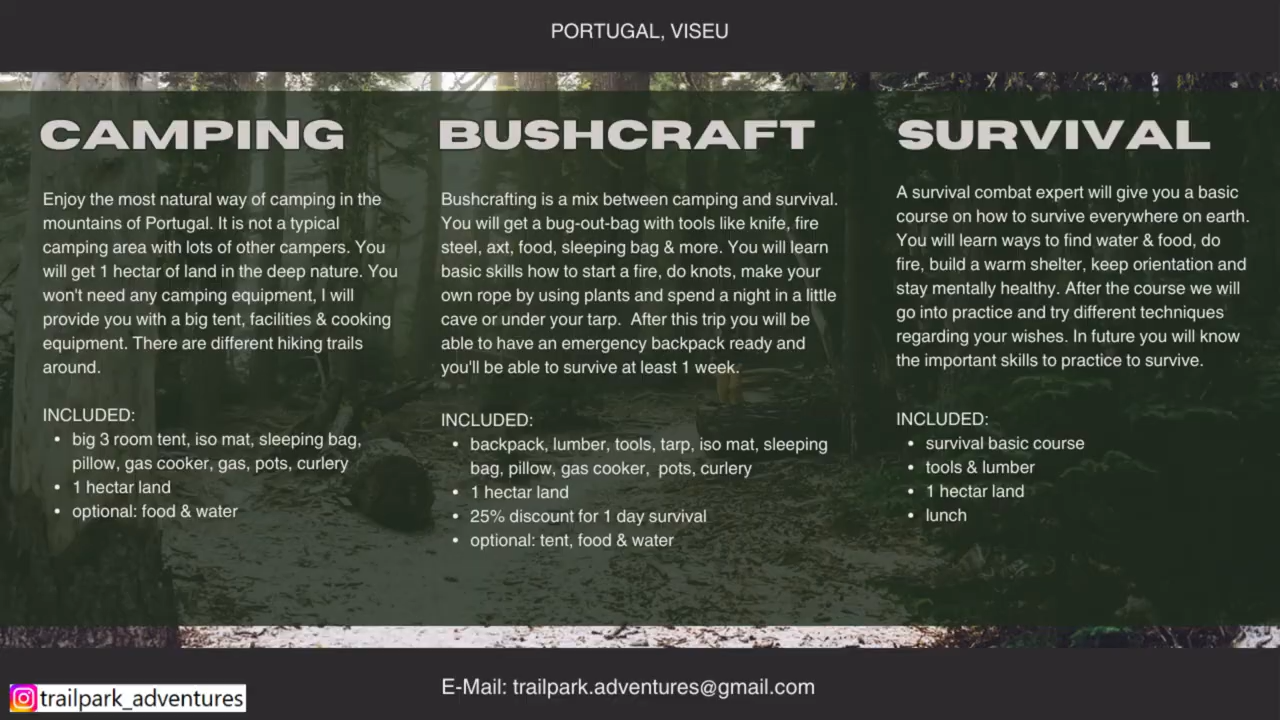 PORTUGAL, VISEU
CAMPING
Enjoy the most natural way of camping in the
mountains of Portugal. It is not a typical
camping area with lots of other campers. You
will get 1 hectar of land in the deep nature. You
won't need any camping equipment, I will
provide you with a big tent, facilities & cooking
equipment. There are different hiking trails
around.
INCLUDED:
• big 3 room tent, iso mat, sleeping bag,
pillow, gas cooker, gas, pots, curlery
• 1 hectar land
• optional: food & water
BUSHCRAFT
Bushcrafting is a mix between camping and survival.
You will get a bug-out-bag with tools like knife, fire
steel, axt, food, sleeping bag & more. You will learn
basic skills how to start a fire, do knots, make your
own rope by using plants and spend a night in a little
cave or under your tarp. After this trip you will be
able to have an emergency backpack ready and
you'll be able to survive at least 1 week.
INCLUDED:
• backpack, lumber, tools, tarp, iso mat, sleeping
bag, pillow, gas cooker, pots, curlery
• 1 hectar land
• 25% discount for 1 day survival
• optional: tent, food & water
SURVIVAL
A survival combat expert will give you a basic
course on how to survive everywhere on earth.
You will learn ways to find water & food, do
fire, build a warm shelter, keep orientation and
stay mentally healthy. After the course we will
go into practice and try different techniques
regarding your wishes. In future you will know
the important skills to practice to survive.
INCLUDED:
• survival basic course
• tools & lumber
• 1 hectar land
• lunch
E-Mail: trailpark.adventures@gmail.com
trailpark_adventures